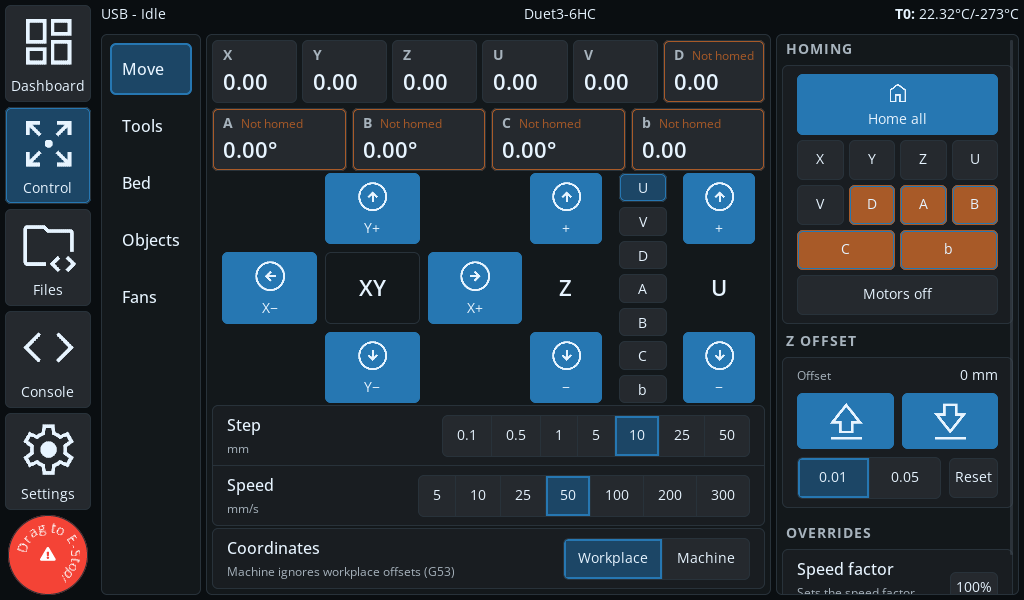 USB - Idle
Duet3-6HC
T0: 22.32°C/-273°C
Dashboard
Control
Files
Console
Settings
Drag to E-Stop!
Move
Tools
Bed
Objects
Fans
X
0.00
Y
0.00
Z
0.00
U
0.00
V
0.00
D Not homed
0.00
A Not homed
0.00°
B Not homed
0.00°
C Not homed
0.00°
b Not homed
0.00
Y+
X−
XY
X+
Y−
+
Z
−
U
V
D
A
B
C
b
+
U
−
Step
mm
0.1 0.5 1 5 10 25 50
Speed
mm/s
5 10 25 50 100 200 300
Coordinates
Machine ignores workplace offsets (G53)
Workplace Machine
HOMING
Home all
X Y Z U
V D A B
C b
Motors off
Z OFFSET
Offset 0 mm
0.01 0.05 Reset
OVERRIDES
Speed factor
Sets the speed factor
100%